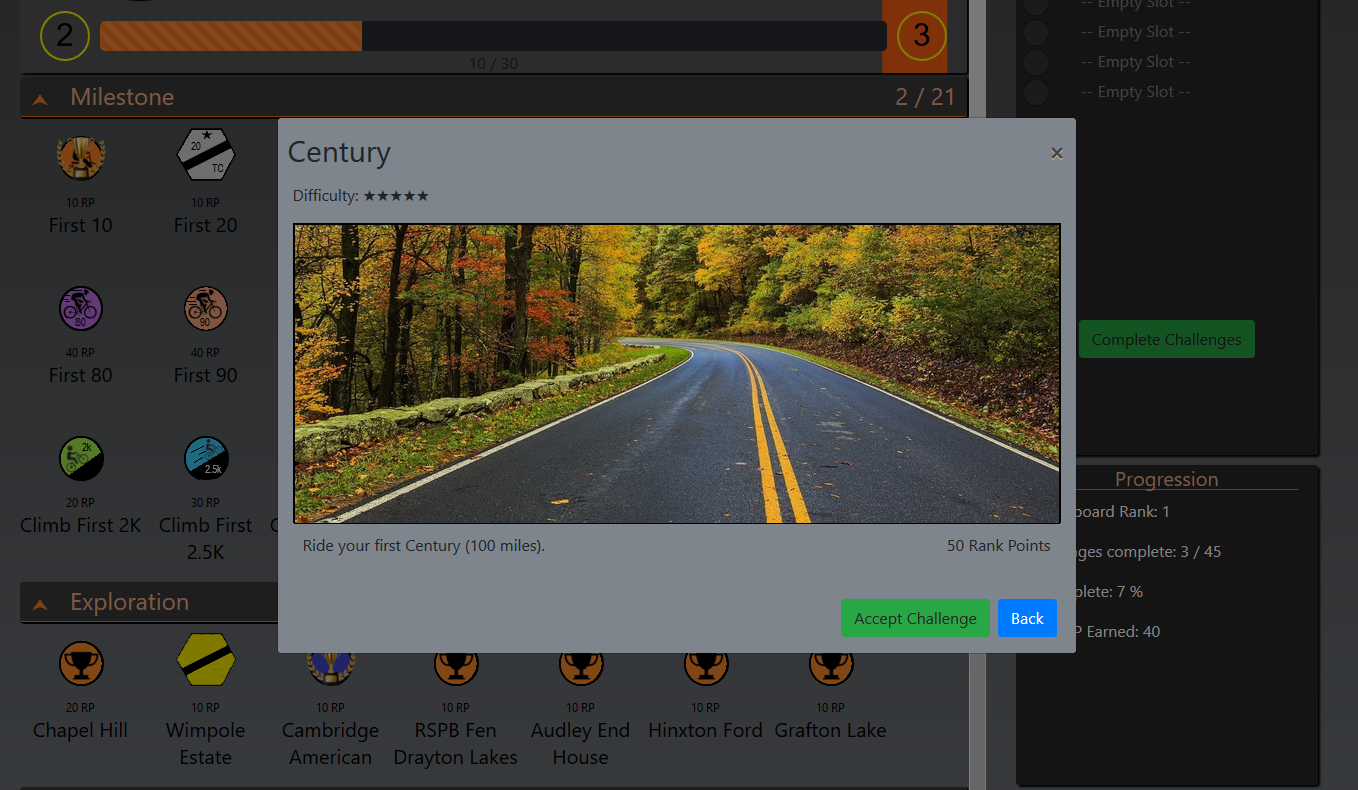 -- Empty Slot --
2
3
-- Empty Slot --
10 / 30
-- Empty Slot --
-- Empty Slot --
Milestone
2 / 21
20
TC
10 RP
10 RP
First 10
First 20
80
90
40 RP
40 RP
First 80
First 90
2k
2.5k
20 RP
30 RP
Climb First 2K
Climb First
2.5K
C
Century
×
Difficulty: ★★★★★
Ride your first Century (100 miles).
50 Rank Points
Accept Challenge
Back
Complete Challenges
Progression
board Rank: 1
ges complete: 3 / 45
plete: 7 %
P Earned: 40
Exploration
20 RP
10 RP
10 RP
10 RP
10 RP
10 RP
10 RP
Chapel Hill
Wimpole
Estate
Cambridge
American
RSPB Fen
Drayton Lakes
Audley End
House
Hinxton Ford
Grafton Lake